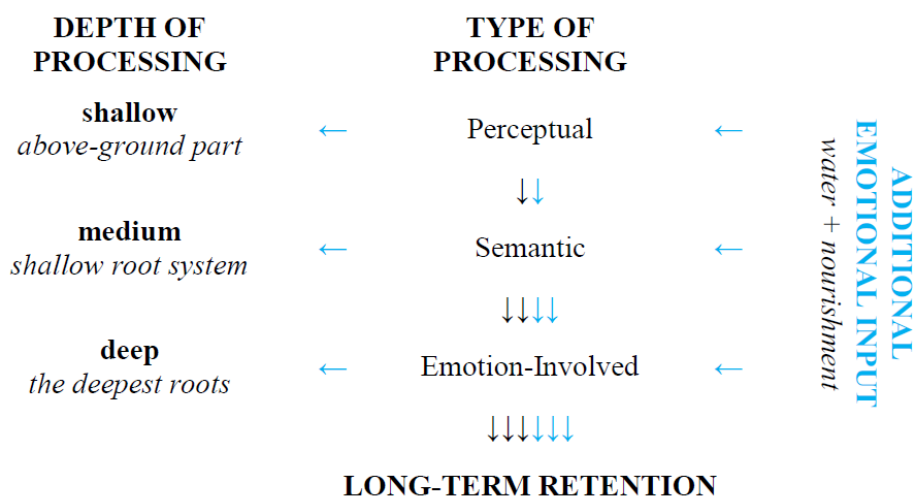 DEPTH OF
PROCESSING
TYPE OF
PROCESSING
shallow
above-ground part
← Perceptual ←
↓↓
medium
shallow root system
← Semantic ←
↓↓↓↓
deep
the deepest roots
← Emotion-Involved ←
↓↓↓↓↓↓
LONG-TERM RETENTION
ADDITIONAL
EMOTIONAL INPUT
water + nourishment